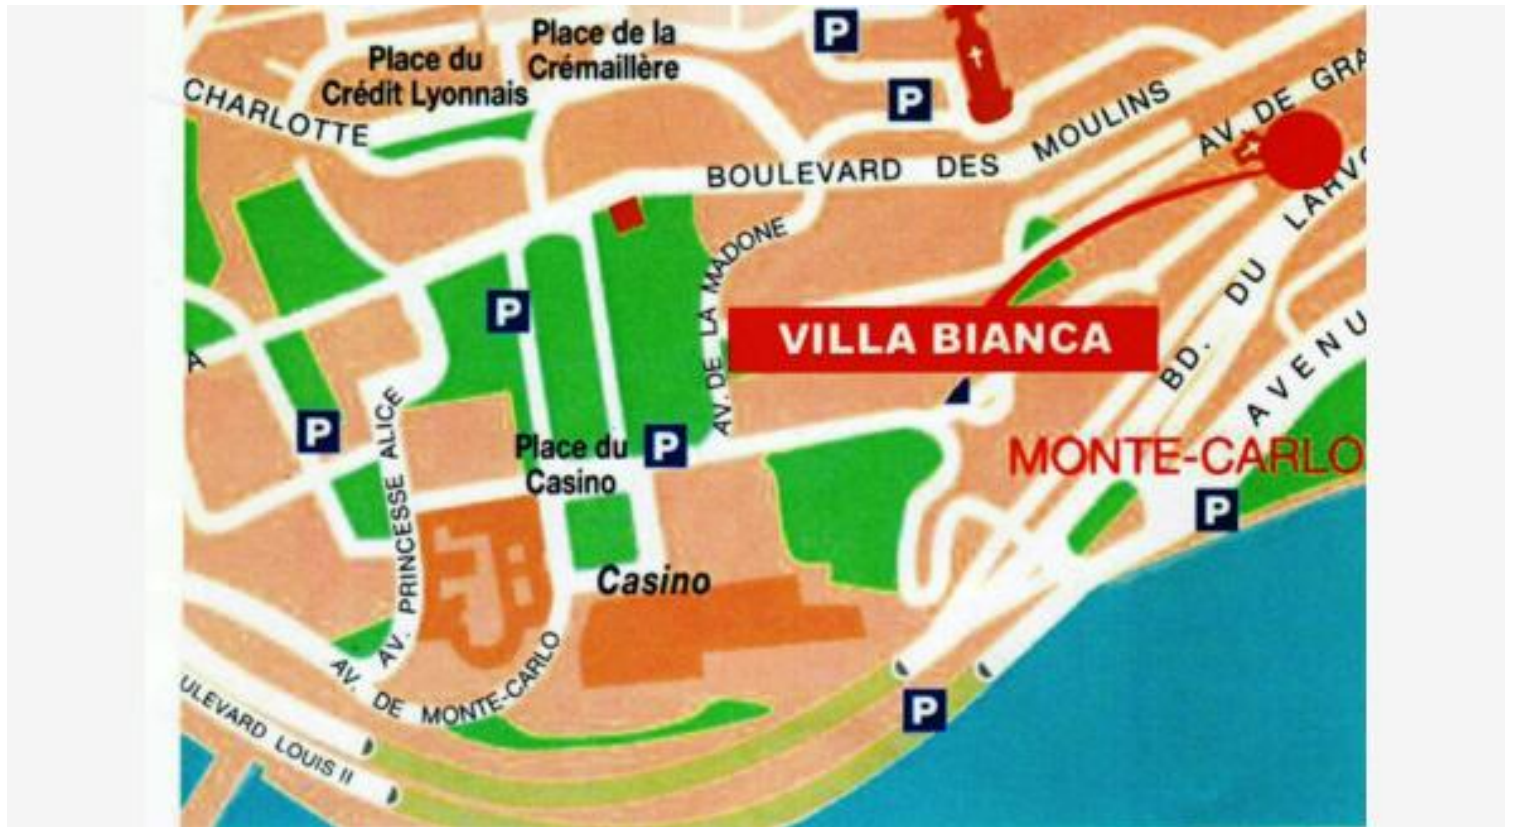 Place de la
Crémaillère
Place du
Crédit Lyonnais
P
P
CHARLOTTE
BOULEVARD DES MOULINS
AV. DE GRA
BD. DU LARVO
AV. DE LA MADONE
P
VILLA BIANCA
A
P
AV. PRINCESSE ALICE
Place du
Casino
P
AVENU
MONTE-CARLO
P
Casino
AV. DE MONTE-CARLO
ULEVARD LOUIS II
P